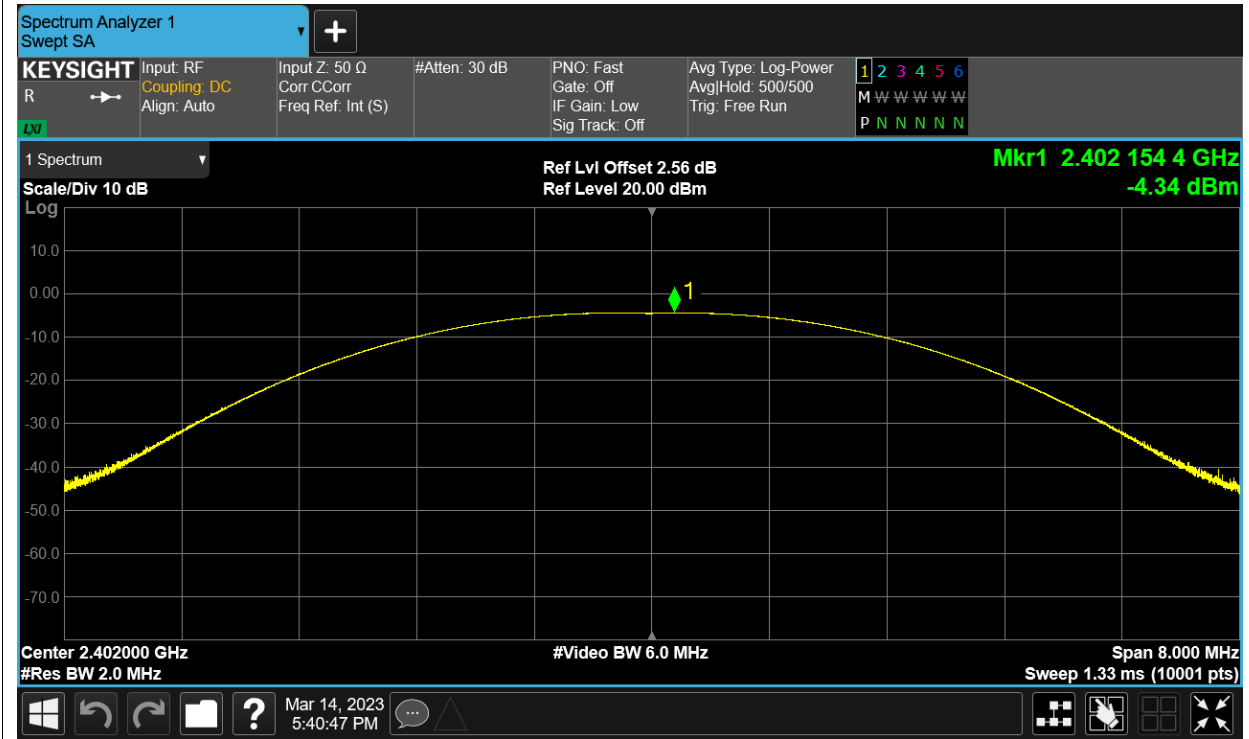 Spectrum Analyzer 1
Swept SA
KEYSIGHT
R
LXI
Input: RF
Coupling: DC
Align: Auto
Input Z: 50 Ω
Corr CCorr
Freq Ref: Int (S)
#Atten: 30 dB
PNO: Fast
Gate: Off
IF Gain: Low
Sig Track: Off
Avg Type: Log-Power
Avg|Hold: 500/500
Trig: Free Run
1 2 3 4 5 6
M W W W W W
P N N N N N
1 Spectrum
Scale/Div 10 dB
Log
Ref Lvl Offset 2.56 dB
Ref Level 20.00 dBm
Mkr1 2.402 154 4 GHz
-4.34 dBm
10.0
0.00
1
-10.0
-20.0
-30.0
-40.0
-50.0
-60.0
-70.0
Center 2.402000 GHz
#Video BW 6.0 MHz
Span 8.000 MHz
#Res BW 2.0 MHz
Sweep 1.33 ms (10001 pts)
?
Mar 14, 2023
5:40:47 PM